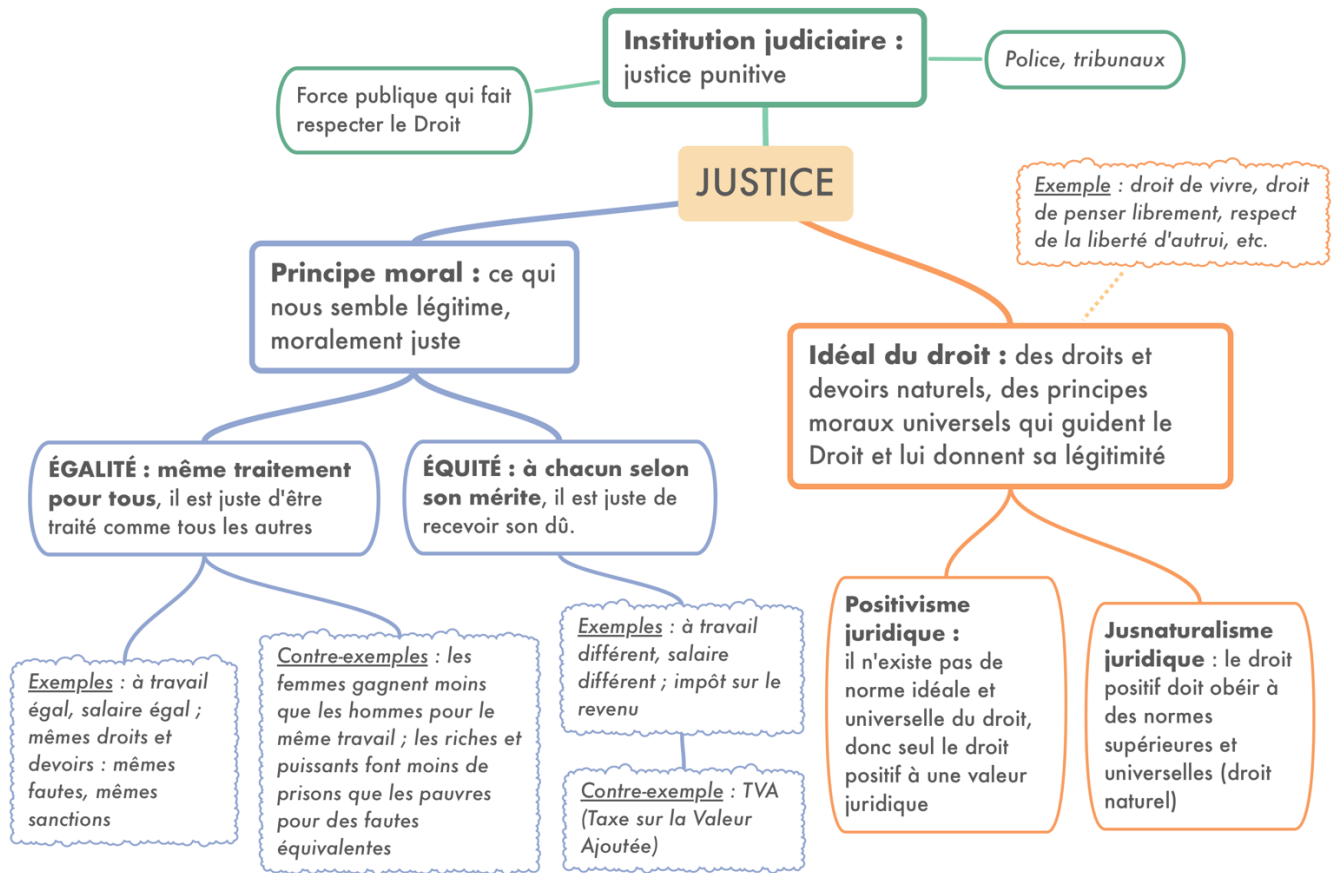 Institution judiciaire :
justice punitive
Police, tribunaux
Force publique qui fait
respecter le Droit
JUSTICE
Exemple : droit de vivre, droit
de penser librement, respect
de la liberté d'autrui, etc.
Principe moral : ce qui
nous semble légitime,
moralement juste
Idéal du droit : des droits et
devoirs naturels, des principes
moraux universels qui guident le
Droit et lui donnent sa légitimité
ÉGALITÉ : même traitement
pour tous, il est juste d'être
traité comme tous les autres
ÉQUITÉ : à chacun selon
son mérite, il est juste de
recevoir son dû.
Exemples : à travail
égal, salaire égal ;
mêmes droits et
devoirs : mêmes
fautes, mêmes
sanctions
Contre-exemples : les
femmes gagnent moins
que les hommes pour le
même travail ; les riches et
puissants font moins de
prisons que les pauvres
pour des fautes
équivalentes
Exemples : à travail
différent, salaire
différent ; impôt sur le
revenu
Contre-exemple : TVA
(Taxe sur la Valeur
Ajoutée)
Positivisme
juridique :
il n'existe pas de
norme idéale et
universelle du droit,
donc seul le droit
positif à une valeur
juridique
Jusnaturalisme
juridique : le droit
positif doit obéir à
des normes
supérieures et
universelles (droit
naturel)